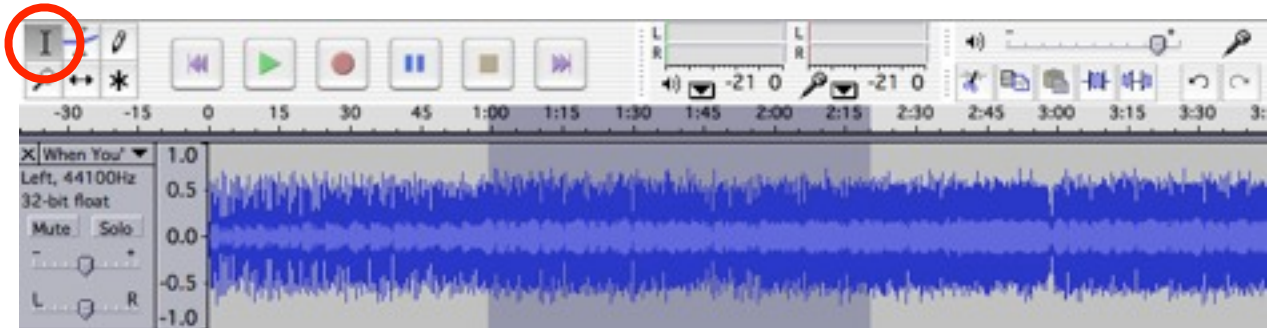 L
R
L
R
-21 0
-21 0
-30 -15 0 15 30 45 1:00 1:15 1:30 1:45 2:00 2:15 2:30 2:45 3:00 3:15 3:30 3:
X When You'
Left, 44100Hz
32-bit float
Mute Solo
- +
L R
1.0
0.5
0.0
-0.5
-1.0